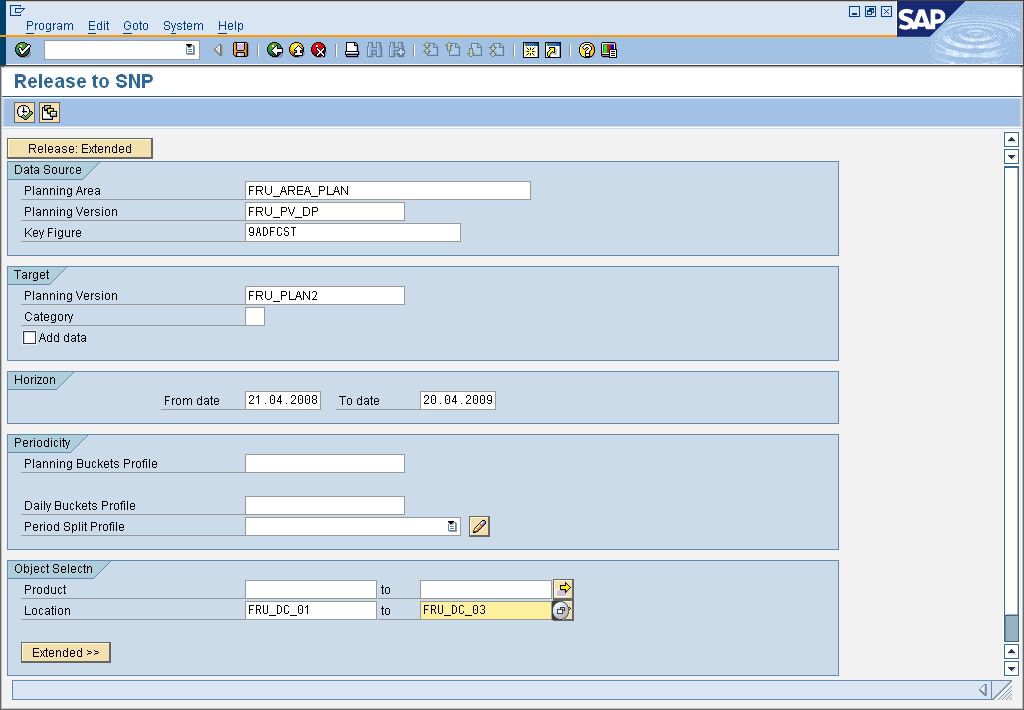 Program Edit Goto System Help
SAP
Release to SNP
Release: Extended
Data Source
Planning Area FRU_AREA_PLAN
Planning Version FRU_PV_DP
Key Figure 9ADFCST
Target
Planning Version FRU_PLAN2
Category
Add data
Horizon
From date 21.04.2008 To date 20.04.2009
Periodicity
Planning Buckets Profile
Daily Buckets Profile
Period Split Profile
Object Selectn
Product to
Location FRU_DC_01 to FRU_DC_03
Extended >>